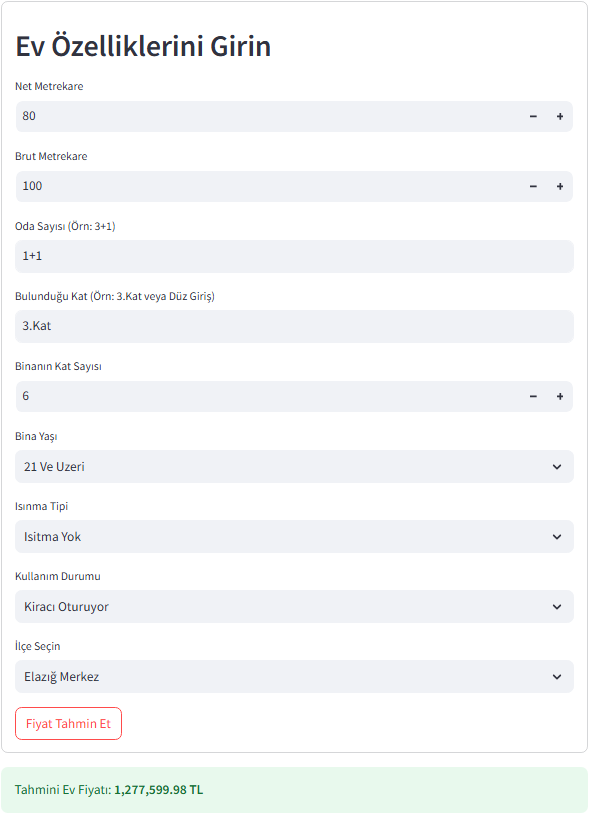 Ev Özelliklerini Girin
Net Metrekare
80
Brut Metrekare
100
Oda Sayısı (Örn: 3+1)
1+1
Bulunduğu Kat (Örn: 3.Kat veya Düz Giriş)
3.Kat
Binanın Kat Sayısı
6
Bina Yaşı
21 Ve Uzeri
Isınma Tipi
Isitma Yok
Kullanım Durumu
Kiracı Oturuyor
İlçe Seçin
Elazığ Merkez
Fiyat Tahmin Et
Tahmini Ev Fiyatı: 1,277,599.98 TL